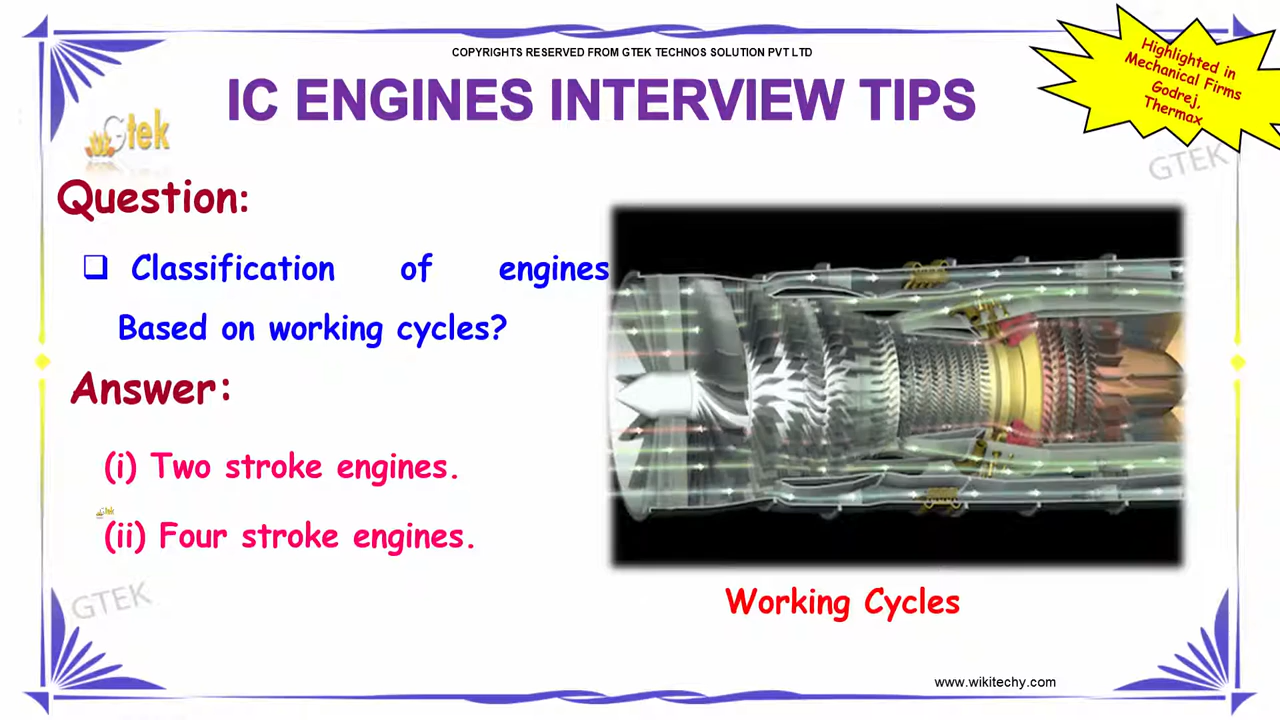 COPYRIGHTS RESERVED FROM GTEK TECHNOS SOLUTION PVT LTD
IC ENGINES INTERVIEW TIPS
Highlighted in
Mechanical Firms
Godrej,
Thermax
Gtek
GTEK
Question:
❑ Classification of engines
Based on working cycles?
Answer:
(i) Two stroke engines.
Gtek
(ii) Four stroke engines.
GTEK
Working Cycles
www.wikitechy.com